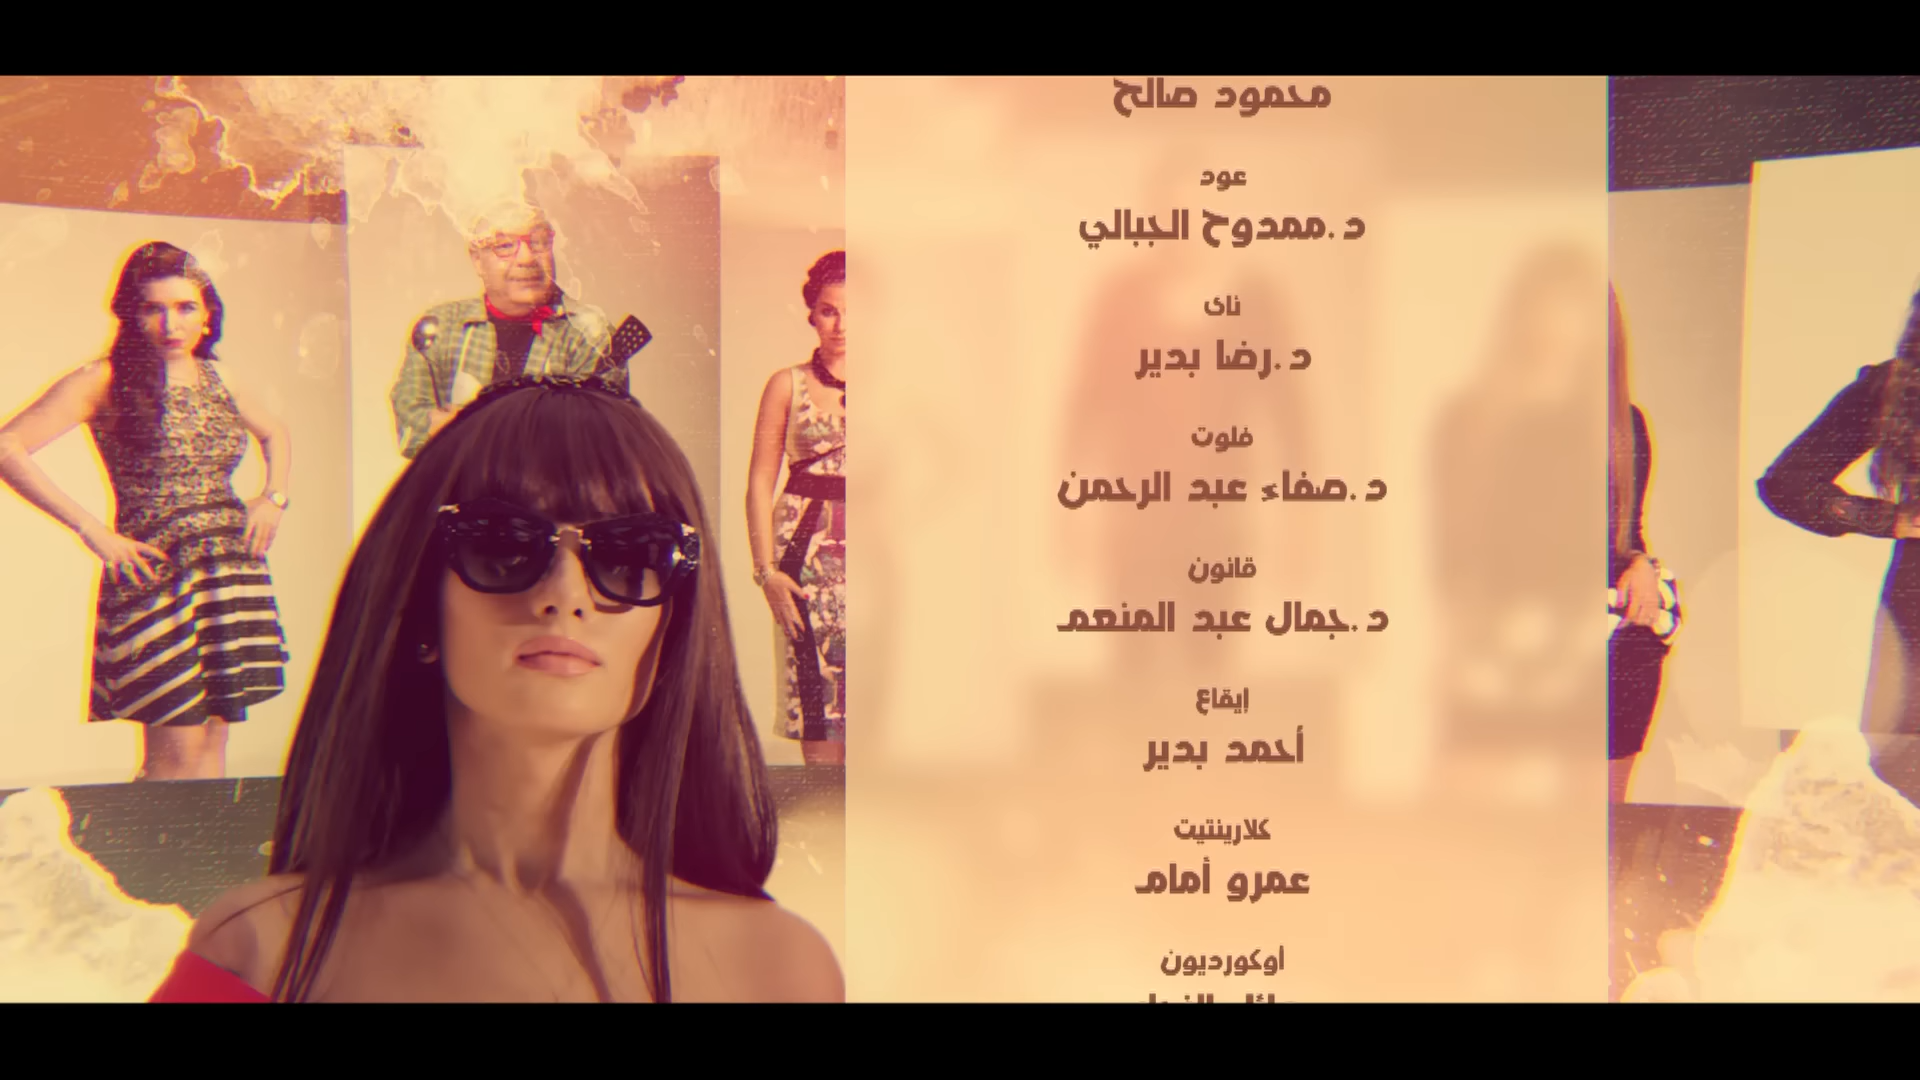 محمود صالح
عود
د.ممدوح الجبالي
ناى
د.رضا بدير
فلوت
د.صفاء عبد الرحمن
قانون
د.جمال عبد المنعم
إيقاع
أحمد بدير
كلارينتيت
عمرو أمام
أوكورديون